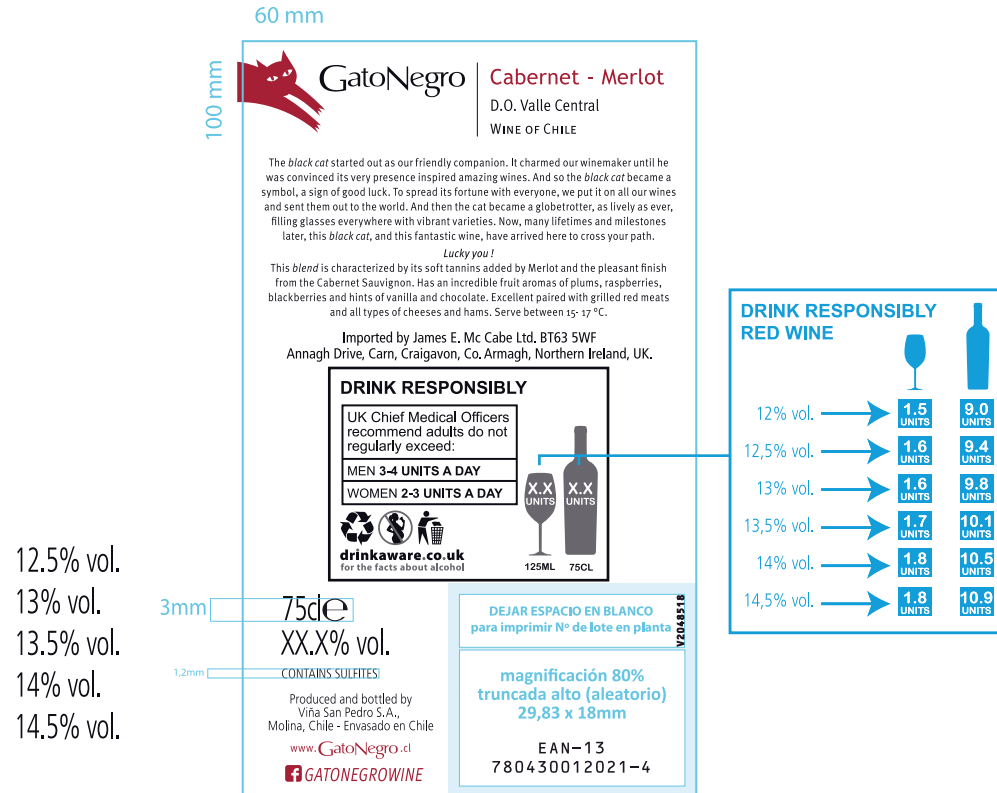 60 mm
100 mm
GatoNegro
Cabernet - Merlot
D.O. Valle Central
WINE OF CHILE
The black cat started out as our friendly companion. It charmed our winemaker until he
was convinced its very presence inspired amazing wines. And so the black cat became a
symbol, a sign of good luck. To spread its fortune with everyone, we put it on all our wines
and sent them out to the world. And then the cat became a globetrotter, as lively as ever,
filling glasses everywhere with vibrant varieties. Now, many lifetimes and milestones
later, this black cat, and this fantastic wine, have arrived here to cross your path.
Lucky you !
This blend is characterized by its soft tannins added by Merlot and the pleasant finish
from the Cabernet Sauvignon. Has an incredible fruit aromas of plums, raspberries,
blackberries and hints of vanilla and chocolate. Excellent paired with grilled red meats
and all types of cheeses and hams. Serve between 15- 17 °C.
Imported by James E. Mc Cabe Ltd. BT63 5WF
Annagh Drive, Carn, Craigavon, Co. Armagh, Northern Ireland, UK.
DRINK RESPONSIBLY
UK Chief Medical Officers
recommend adults do not
regularly exceed:
MEN 3-4 UNITS A DAY
WOMEN 2-3 UNITS A DAY
X.X UNITS
X.X UNITS
125ML 75CL
drinkaware.co.uk
for the facts about alcohol
DRINK RESPONSIBLY
RED WINE
12% vol. 1.5 UNITS 9.0 UNITS
12,5% vol. 1.6 UNITS 9.4 UNITS
13% vol. 1.6 UNITS 9.8 UNITS
13,5% vol. 1.7 UNITS 10.1 UNITS
14% vol. 1.8 UNITS 10.5 UNITS
14,5% vol. 1.8 UNITS 10.9 UNITS
12.5% vol.
13% vol.
13.5% vol.
14% vol.
14.5% vol.
3mm
75cl℮
XX.X% vol.
1,2mm
CONTAINS SULFITES
Produced and bottled by
Viña San Pedro S.A.,
Molina, Chile - Envasado en Chile
www.GatoNegro.cl
GATONEGROWINE
DEJAR ESPACIO EN BLANCO
para imprimir Nº de lote en planta
V2048518
magnificación 80%
truncada alto (aleatorio)
29,83 x 18mm
EAN-13
780430012021-4